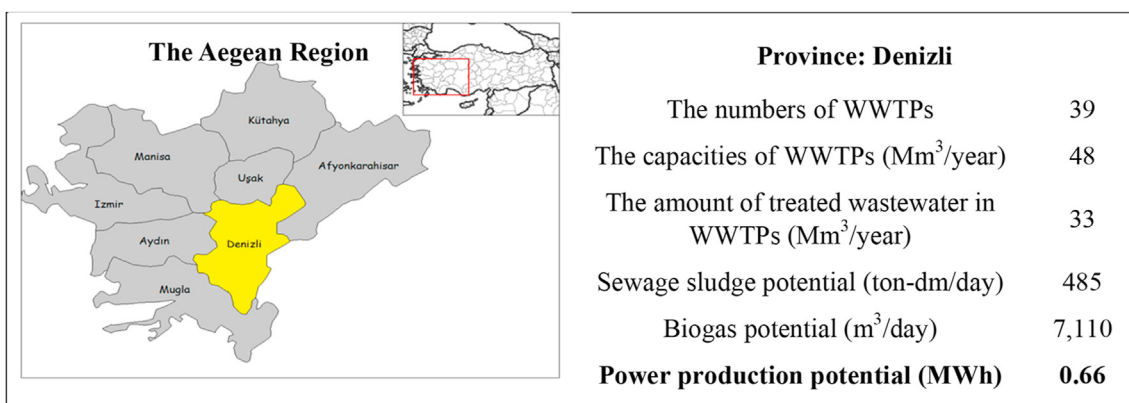 The Aegean Region
Kütahya
Manisa
Afyonkarahisar
Uşak
Izmir
Aydın
Denizli
Mugla
Province: Denizli
The numbers of WWTPs 39
The capacities of WWTPs (Mm³/year) 48
The amount of treated wastewater in
WWTPs (Mm³/year) 33
Sewage sludge potential (ton-dm/day) 485
Biogas potential (m³/day) 7,110
Power production potential (MWh) 0.66